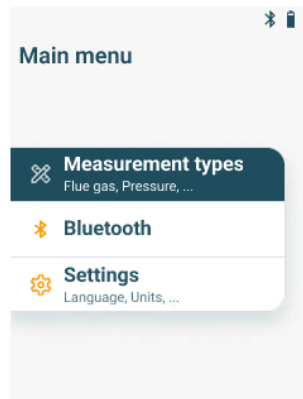 Main menu
Measurement types
Flue gas, Pressure, ...
Bluetooth
Settings
Language, Units, ...